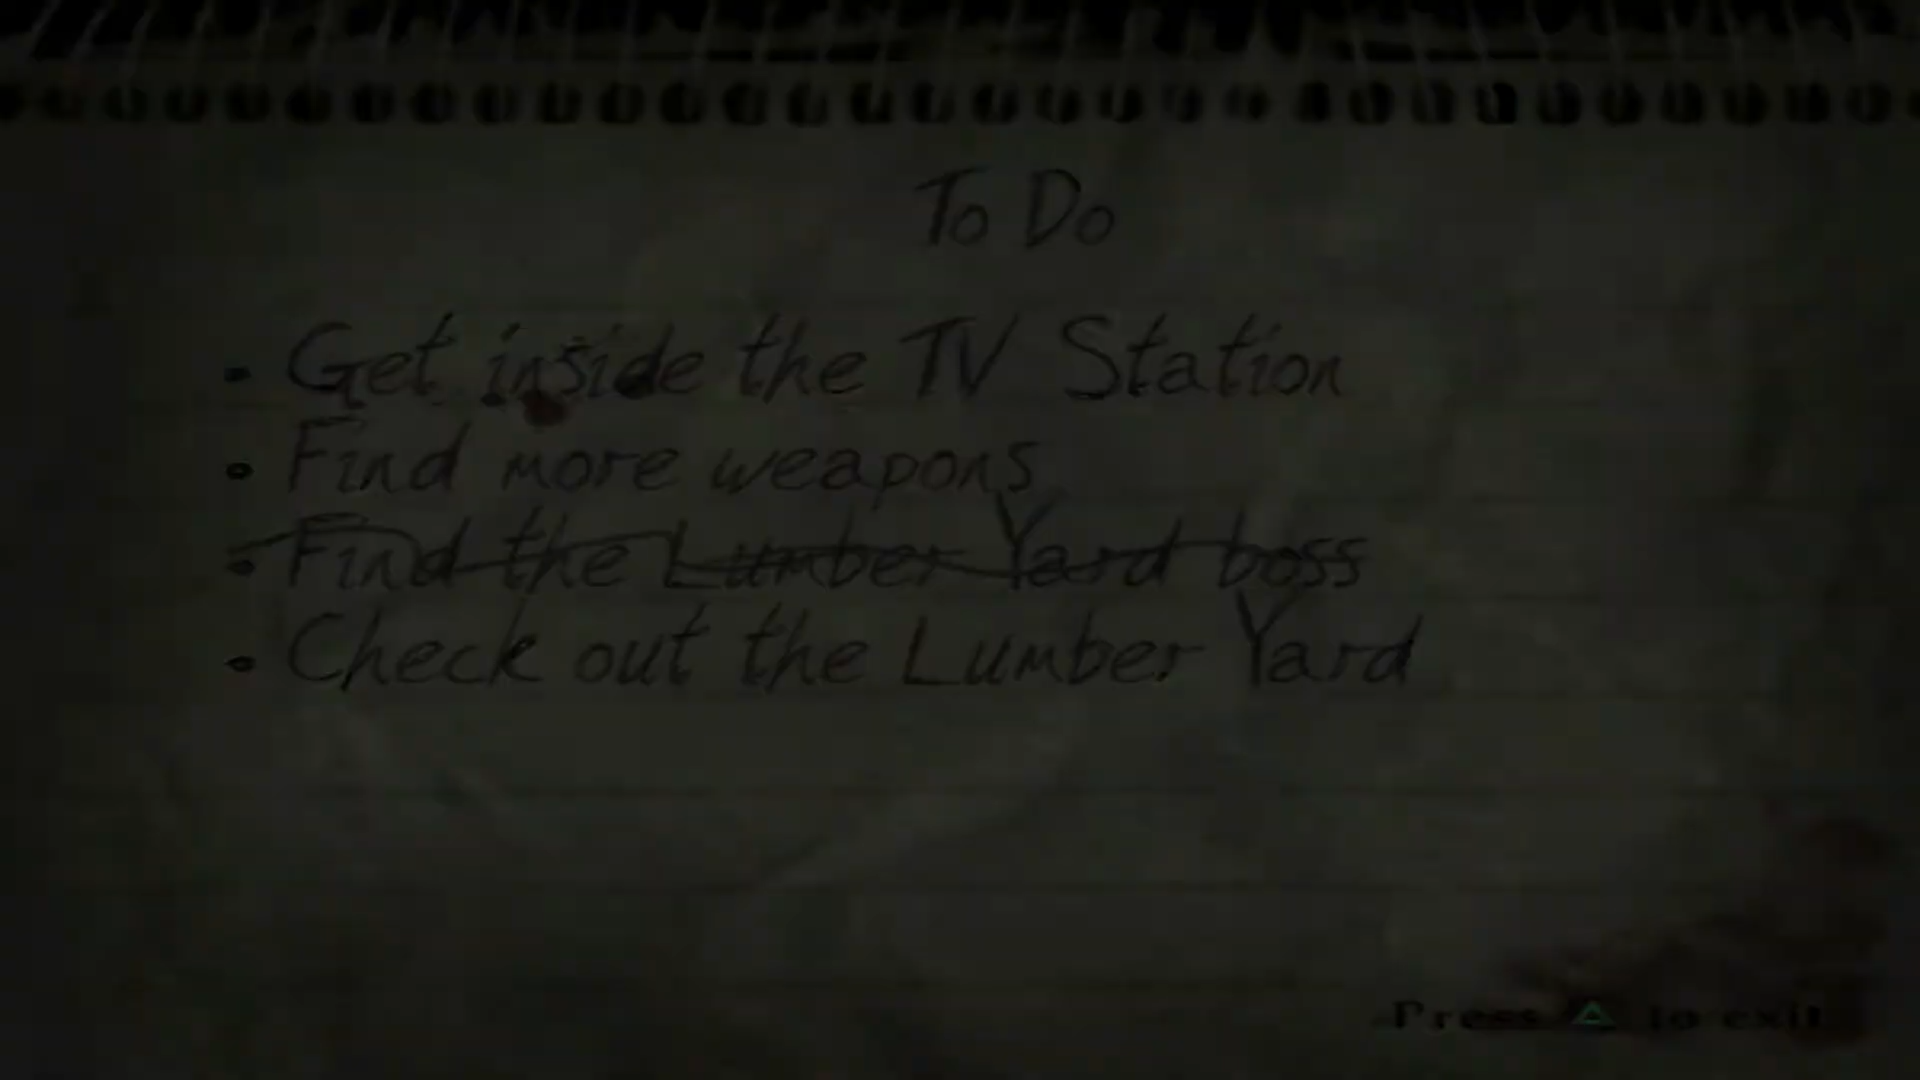 To Do
• Get inside the TV Station
• Find more weapons
• Find the Lumber Yard boss
• Check out the Lumber Yard
Press △ to exit